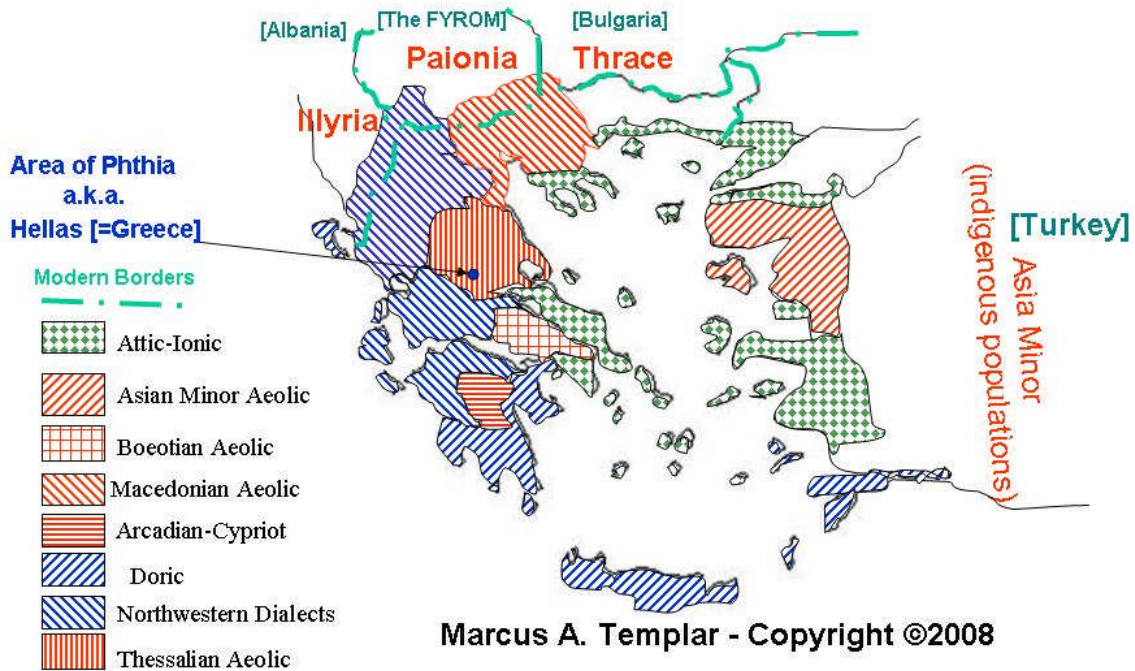 [Albania]
[The FYROM]
[Bulgaria]
Paionia
Thrace
Illyria
Area of Phthia
a.k.a.
Hellas [=Greece]
Modern Borders
Attic-Ionic
Asian Minor Aeolic
Boeotian Aeolic
Macedonian Aeolic
Arcadian-Cypriot
Doric
Northwestern Dialects
Thessalian Aeolic
[Turkey]
Asia Minor
(indigenous populations)
Marcus A. Templar - Copyright ©2008